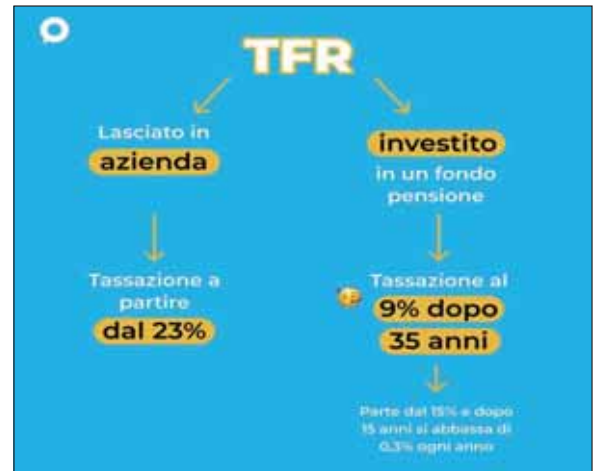 TFR
Lasciato in
azienda
Tassazione a
partire
dal 23%
investito
in un fondo
pensione
Tassazione al
9% dopo
35 anni
Parte dal 15% e dopo
15 anni si abbassa di
0,3% ogni anno